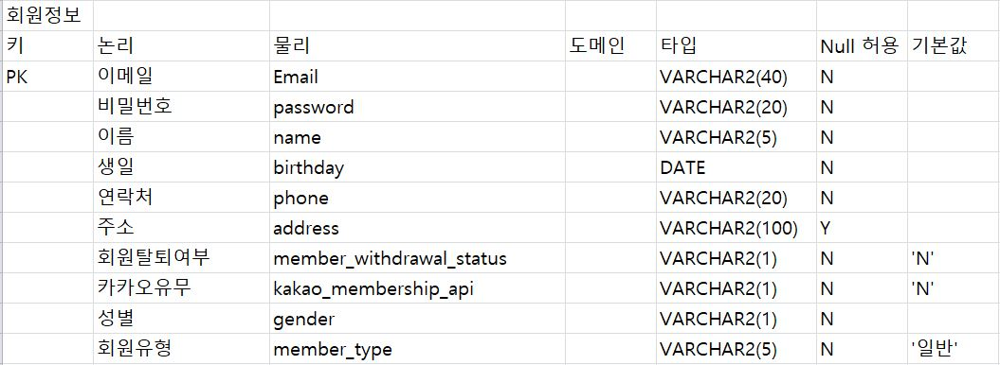 회원정보
키 논리 물리 도메인 타입 Null 허용 기본값
PK 이메일 Email VARCHAR2(40) N
비밀번호 password VARCHAR2(20) N
이름 name VARCHAR2(5) N
생일 birthday DATE N
연락처 phone VARCHAR2(20) N
주소 address VARCHAR2(100) Y
회원탈퇴여부 member_withdrawal_status VARCHAR2(1) N 'N'
카카오유무 kakao_membership_api VARCHAR2(1) N 'N'
성별 gender VARCHAR2(1) N
회원유형 member_type VARCHAR2(5) N '일반'